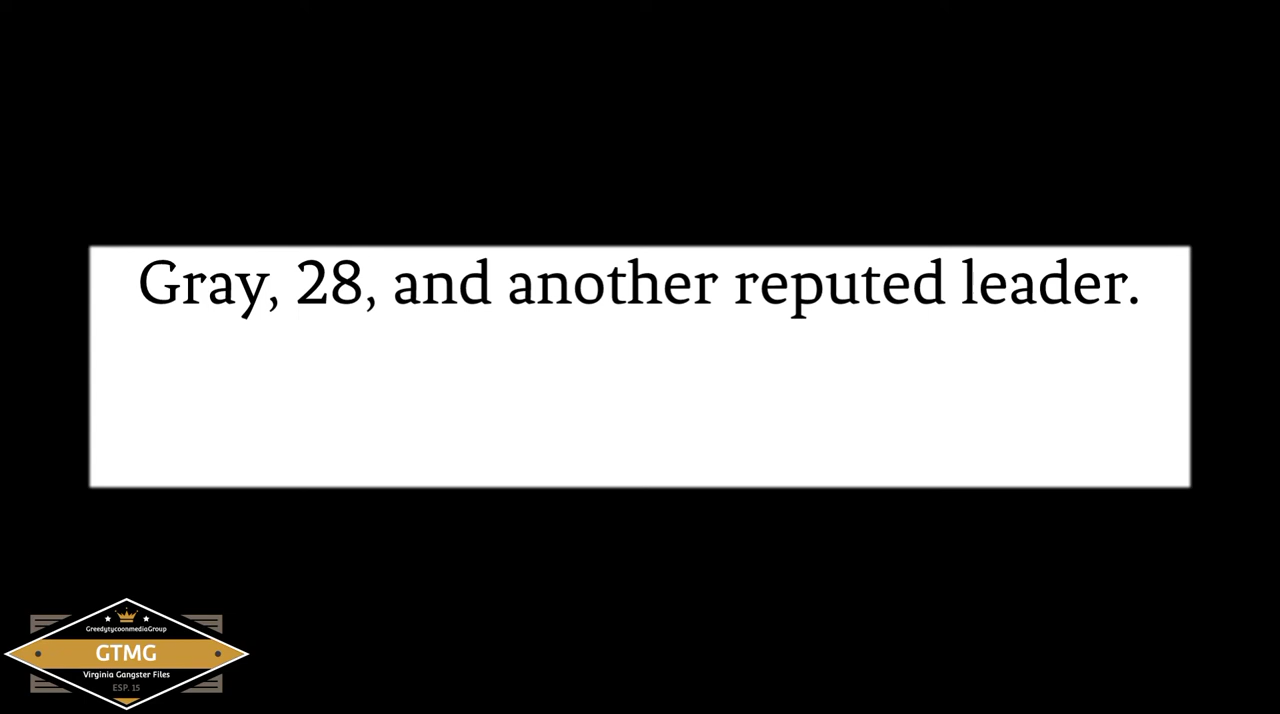 Gray, 28, and another reputed leader.
GreedytycoonmediaGroup
GTMG
Virginia Gangster Files
ESP. 15